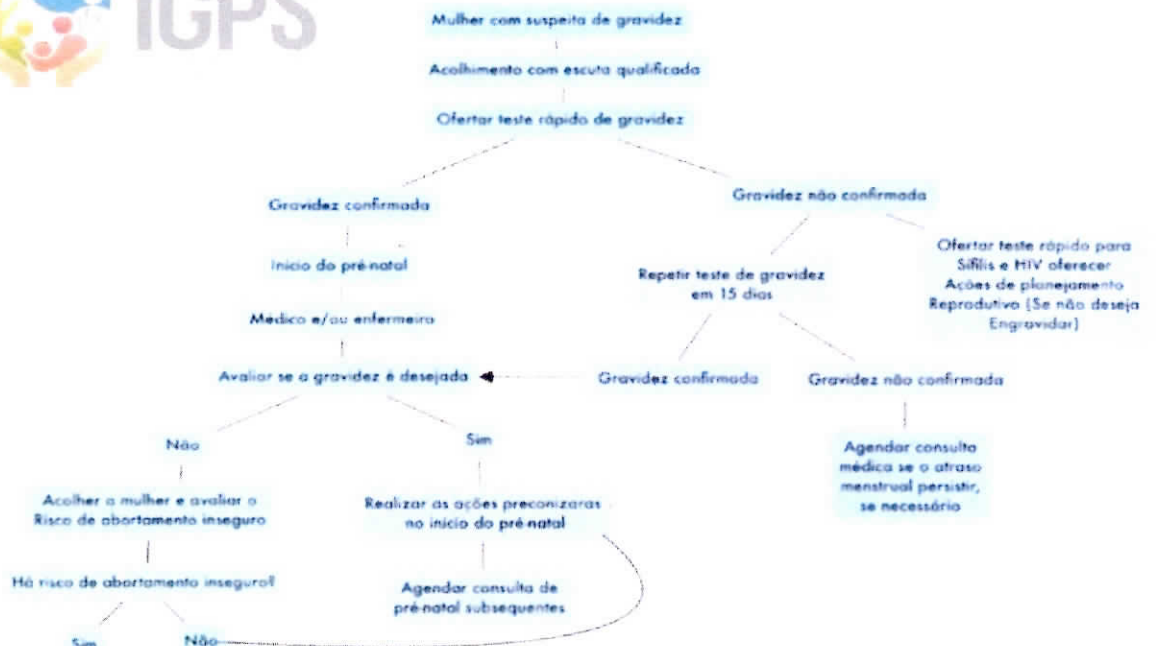 IGPS
Mulher com suspeita de gravidez
Acolhimento com escuta qualificada
Ofertar teste rápido de gravidez
Gravidez confirmada
Gravidez não confirmada
Início do pré-natal
Médico e/ou enfermeiro
Avaliar se a gravidez é desejada
Repetir teste de gravidez
em 15 dias
Ofertar teste rápido para
Sífilis e HIV oferecer
Ações de planejamento
Reprodutivo (Se não deseja
Engravidar)
Gravidez confirmada
Gravidez não confirmada
Agendar consulta
médica se o atraso
menstrual persistir,
se necessário
Não
Sim
Acolher a mulher e avaliar o
Risco de abortamento inseguro
Realizar as ações preconizaras
no início do pré-natal
Há risco de abortamento inseguro?
Agendar consulta de
pré-natal subsequentes
Sim
Não